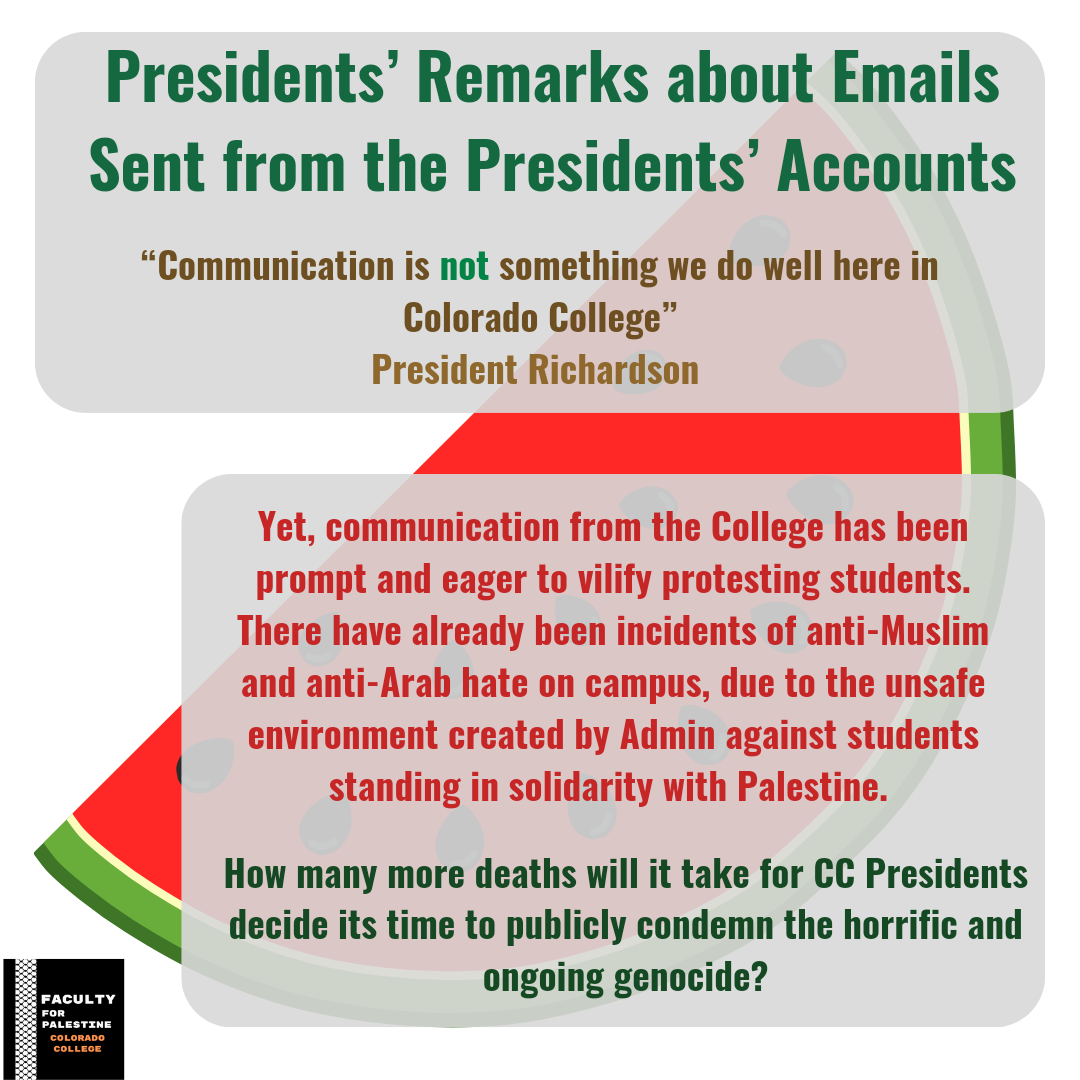 Presidents’ Remarks about Emails
Sent from the Presidents’ Accounts
“Communication is not something we do well here in
Colorado College”
President Richardson
Yet, communication from the College has been
prompt and eager to vilify protesting students.
There have already been incidents of anti-Muslim
and anti-Arab hate on campus, due to the unsafe
environment created by Admin against students
standing in solidarity with Palestine.
How many more deaths will it take for CC Presidents
decide its time to publicly condemn the horrific and
ongoing genocide?
FACULTY
FOR
PALESTINE
COLORADO
COLLEGE